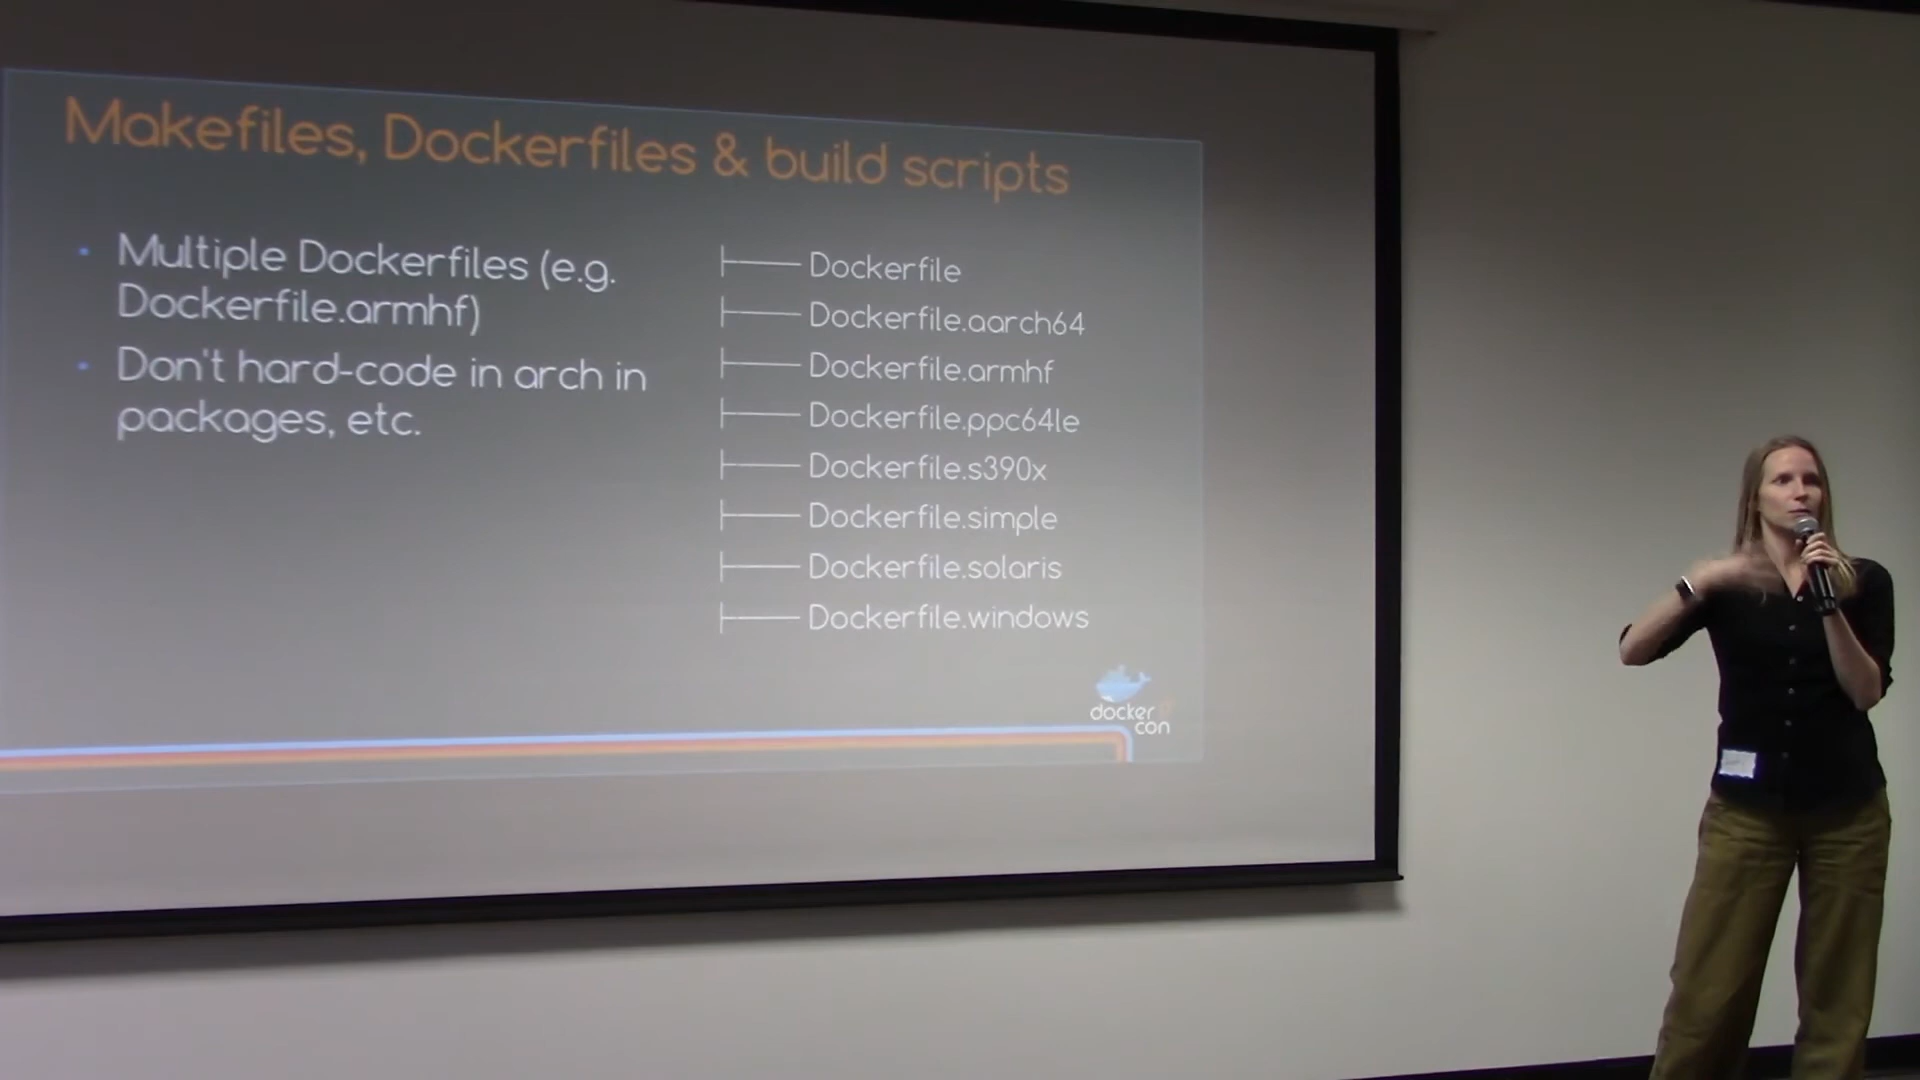 Makefiles, Dockerfiles & build scripts
• Multiple Dockerfiles (e.g.
Dockerfile.armhf)
• Don't hard-code in arch in
packages, etc.
Dockerfile
Dockerfile.aarch64
Dockerfile.armhf
Dockerfile.ppc64le
Dockerfile.s390x
Dockerfile.simple
Dockerfile.solaris
Dockerfile.windows
docker
con